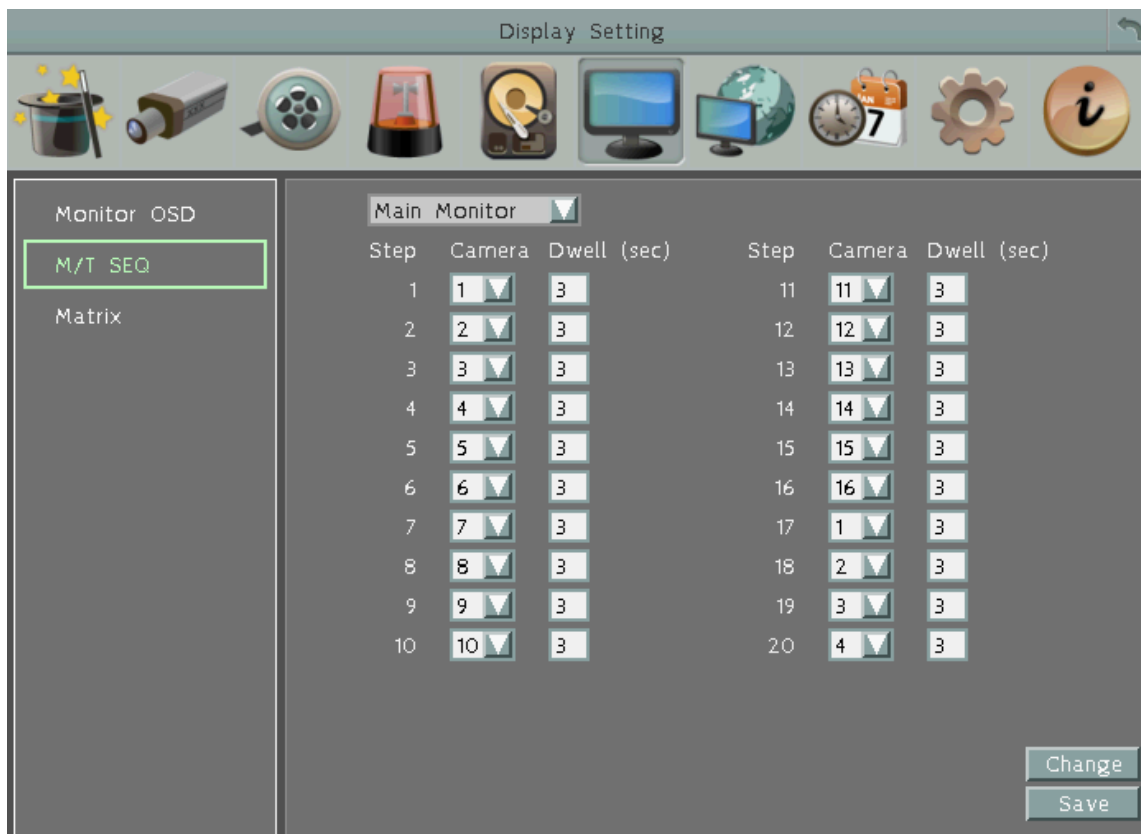 Display Setting
JAN
7
i
Monitor OSD
M/T SEQ
Matrix
Main Monitor
Step Camera Dwell (sec) Step Camera Dwell (sec)
1 1 3 11 11 3
2 2 3 12 12 3
3 3 3 13 13 3
4 4 3 14 14 3
5 5 3 15 15 3
6 6 3 16 16 3
7 7 3 17 1 3
8 8 3 18 2 3
9 9 3 19 3 3
10 10 3 20 4 3
Change
Save